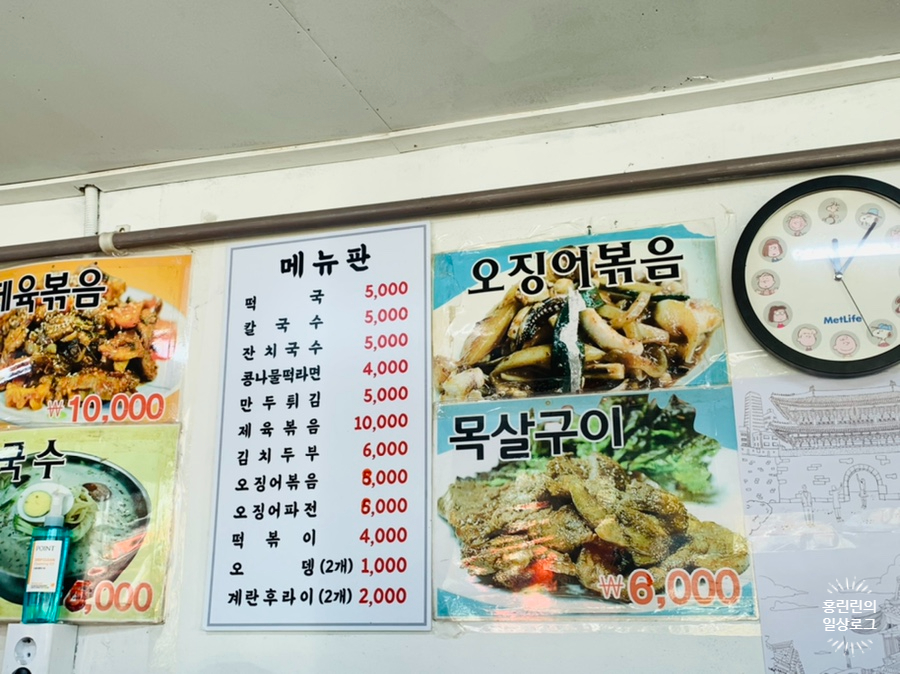 제육볶음
₩10,000
국수
4,000
POINT
메뉴판
떡국 5,000
칼국수 5,000
잔치국수 5,000
콩나물떡라면 4,000
만두튀김 5,000
제육볶음 10,000
김치두부 6,000
오징어볶음 8,000
오징어파전 6,000
떡볶이 4,000
오뎅(2개) 1,000
계란후라이(2개) 2,000
오징어볶음
목살구이
₩6,000
MetLife
홍린린의
일상로그